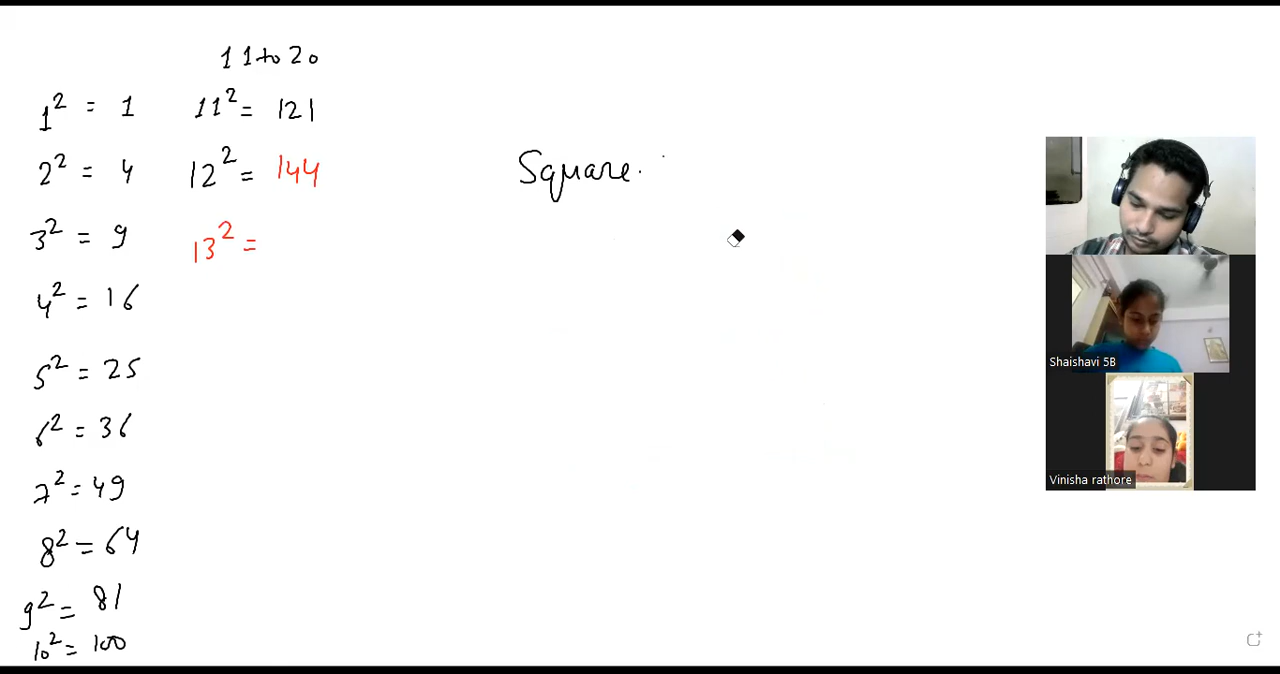 11 to 20
1² = 1
2² = 4
3² = 9
4² = 16
5² = 25
6² = 36
7² = 49
8² = 64
9² = 81
10² = 100
11² = 121
12² = 144
13² =
Square.
Shaishavi 5B
Vinisha rathore